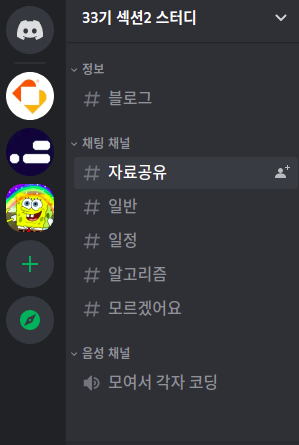 33기 섹션2 스터디
정보
블로그
채팅 채널
자료공유
일반
일정
알고리즘
모르겠어요
음성 채널
모여서 각자 코딩